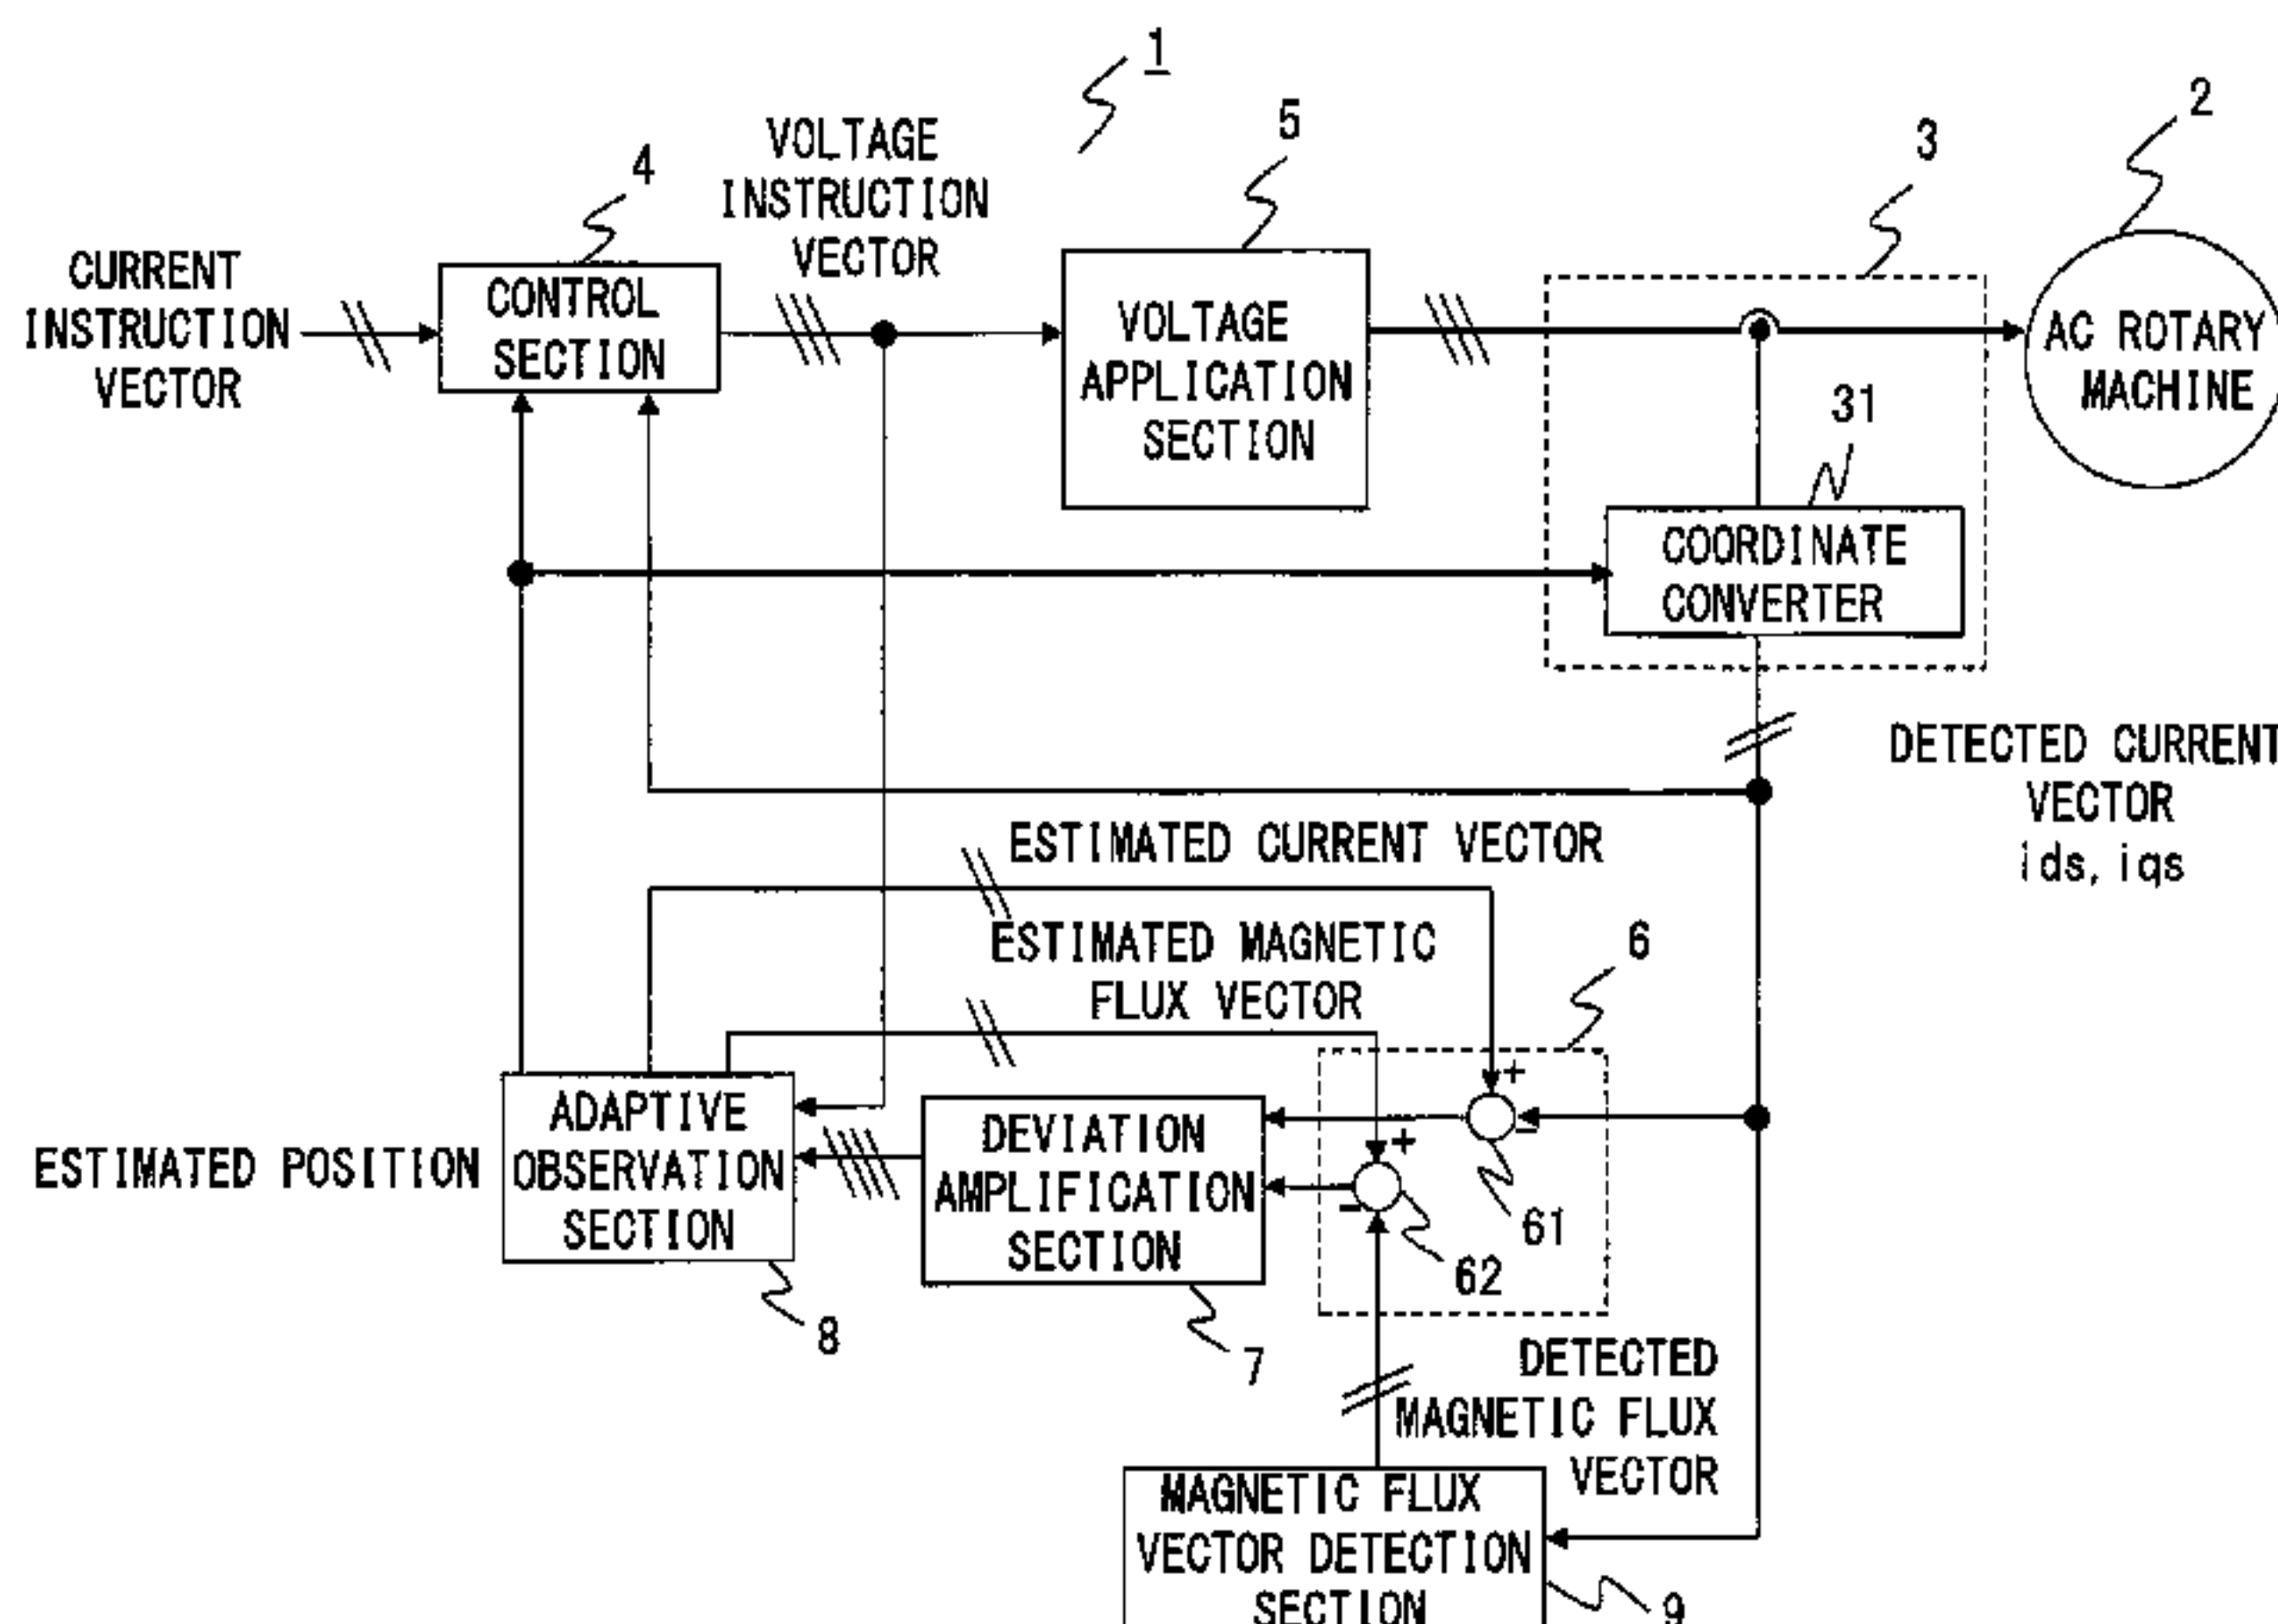 1
2
3
4
5
VOLTAGE
INSTRUCTION
VECTOR
CURRENT
INSTRUCTION
VECTOR
CONTROL
SECTION
VOLTAGE
APPLICATION
SECTION
AC ROTARY
MACHINE
31
COORDINATE
CONVERTER
DETECTED CURRENT
VECTOR
ids, iqs
ESTIMATED CURRENT VECTOR
ESTIMATED MAGNETIC
FLUX VECTOR
6
+
-
+
-
61
62
ESTIMATED POSITION
ADAPTIVE
OBSERVATION
SECTION
8
DEVIATION
AMPLIFICATION
SECTION
7
DETECTED
MAGNETIC FLUX
VECTOR
MAGNETIC FLUX
VECTOR DETECTION
SECTION
9